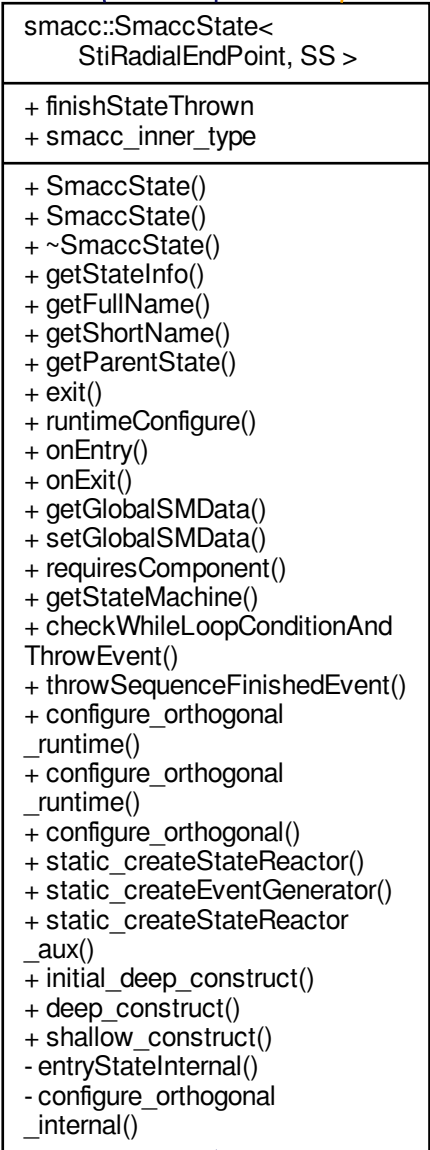 smacc::SmaccState<
StiRadialEndPoint, SS >
+ finishStateThrown
+ smacc_inner_type
+ SmaccState()
+ SmaccState()
+ ~SmaccState()
+ getStateInfo()
+ getFullName()
+ getShortName()
+ getParentState()
+ exit()
+ runtimeConfigure()
+ onEntry()
+ onExit()
+ getGlobalSMData()
+ setGlobalSMData()
+ requiresComponent()
+ getStateMachine()
+ checkWhileLoopConditionAnd
ThrowEvent()
+ throwSequenceFinishedEvent()
+ configure_orthogonal
_runtime()
+ configure_orthogonal
_runtime()
+ configure_orthogonal()
+ static_createStateReactor()
+ static_createEventGenerator()
+ static_createStateReactor
_aux()
+ initial_deep_construct()
+ deep_construct()
+ shallow_construct()
- entryStateInternal()
- configure_orthogonal
_internal()